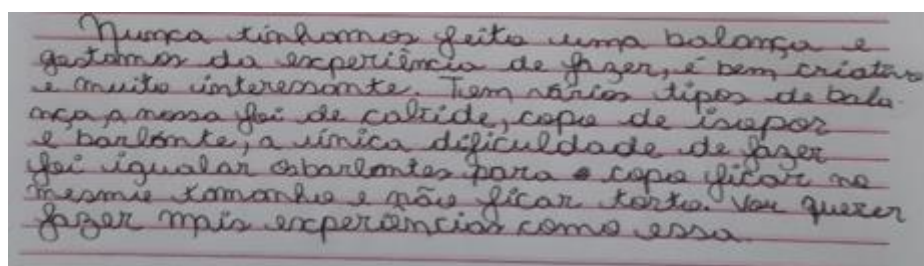 Nunca tinhamos feito uma balança e
gostamos da experiência de fazer, é bem criativo
e muito interessante. Tem vários tipos de bala
nça a nossa foi de cabide, copo de isopor
e barbante, a única dificuldade de fazer
foi igualar os barbantes para o copo ficar no
mesmo tamanho e não ficar torto. Vou querer
fazer mais experiências como essa.